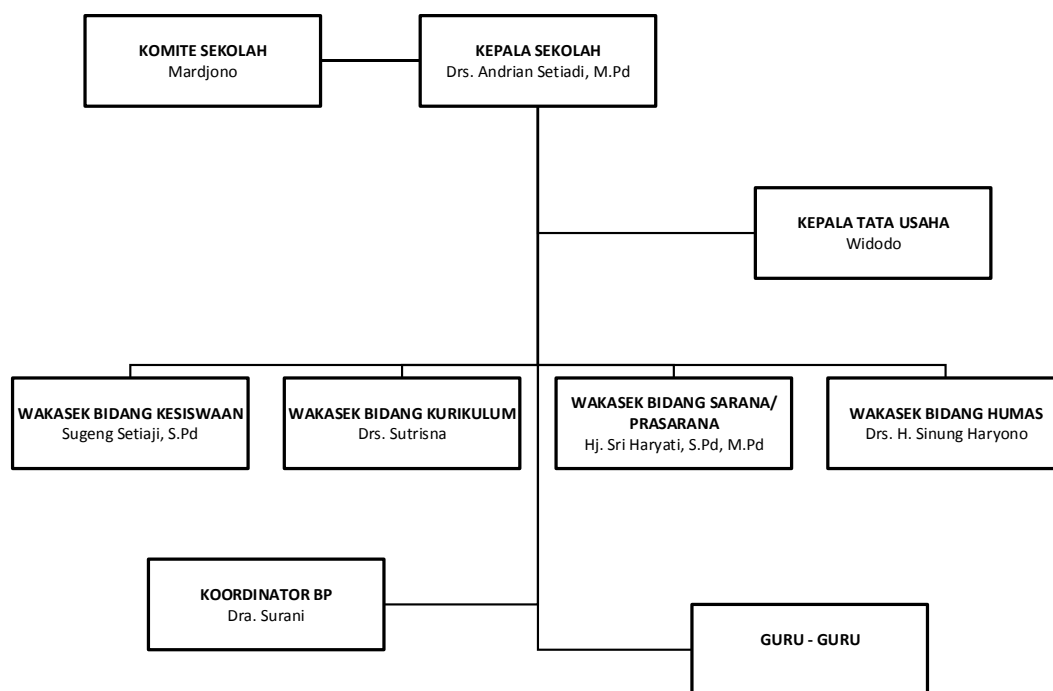 KOMITE SEKOLAH
Mardjono
KEPALA SEKOLAH
Drs. Andrian Setiadi, M.Pd
KEPALA TATA USAHA
Widodo
WAKASEK BIDANG KESISWAAN
Sugeng Setiaji, S.Pd
WAKASEK BIDANG KURIKULUM
Drs. Sutrisna
WAKASEK BIDANG SARANA/
PRASARANA
Hj. Sri Haryati, S.Pd, M.Pd
WAKASEK BIDANG HUMAS
Drs. H. Sinung Haryono
KOORDINATOR BP
Dra. Surani
GURU - GURU